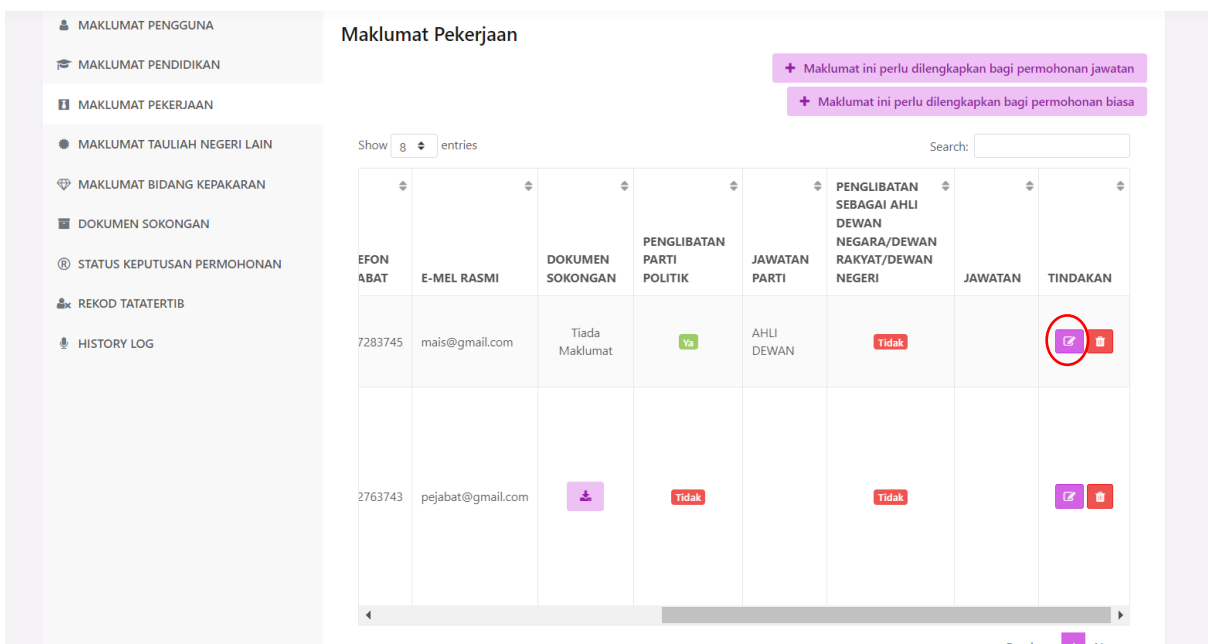 MAKLUMAT PENGGUNA
MAKLUMAT PENDIDIKAN
MAKLUMAT PEKERJAAN
MAKLUMAT TAULIAH NEGERI LAIN
MAKLUMAT BIDANG KEPAKARAN
DOKUMEN SOKONGAN
STATUS KEPUTUSAN PERMOHONAN
REKOD TATATERTIB
HISTORY LOG
Maklumat Pekerjaan
+ Maklumat ini perlu dilengkapkan bagi permohonan jawatan
+ Maklumat ini perlu dilengkapkan bagi permohonan biasa
Show 8 entries
Search:
EFON
ABAT
E-MEL RASMI
DOKUMEN
SOKONGAN
PENGLIBATAN
PARTI
POLITIK
JAWATAN
PARTI
PENGLIBATAN
SEBAGAI AHLI
DEWAN
NEGARA/DEWAN
RAKYAT/DEWAN
NEGERI
JAWATAN
TINDAKAN
7283745
mais@gmail.com
Tiada
Maklumat
Ya
AHLI
DEWAN
Tidak
2763743
pejabat@gmail.com
Tidak
Tidak